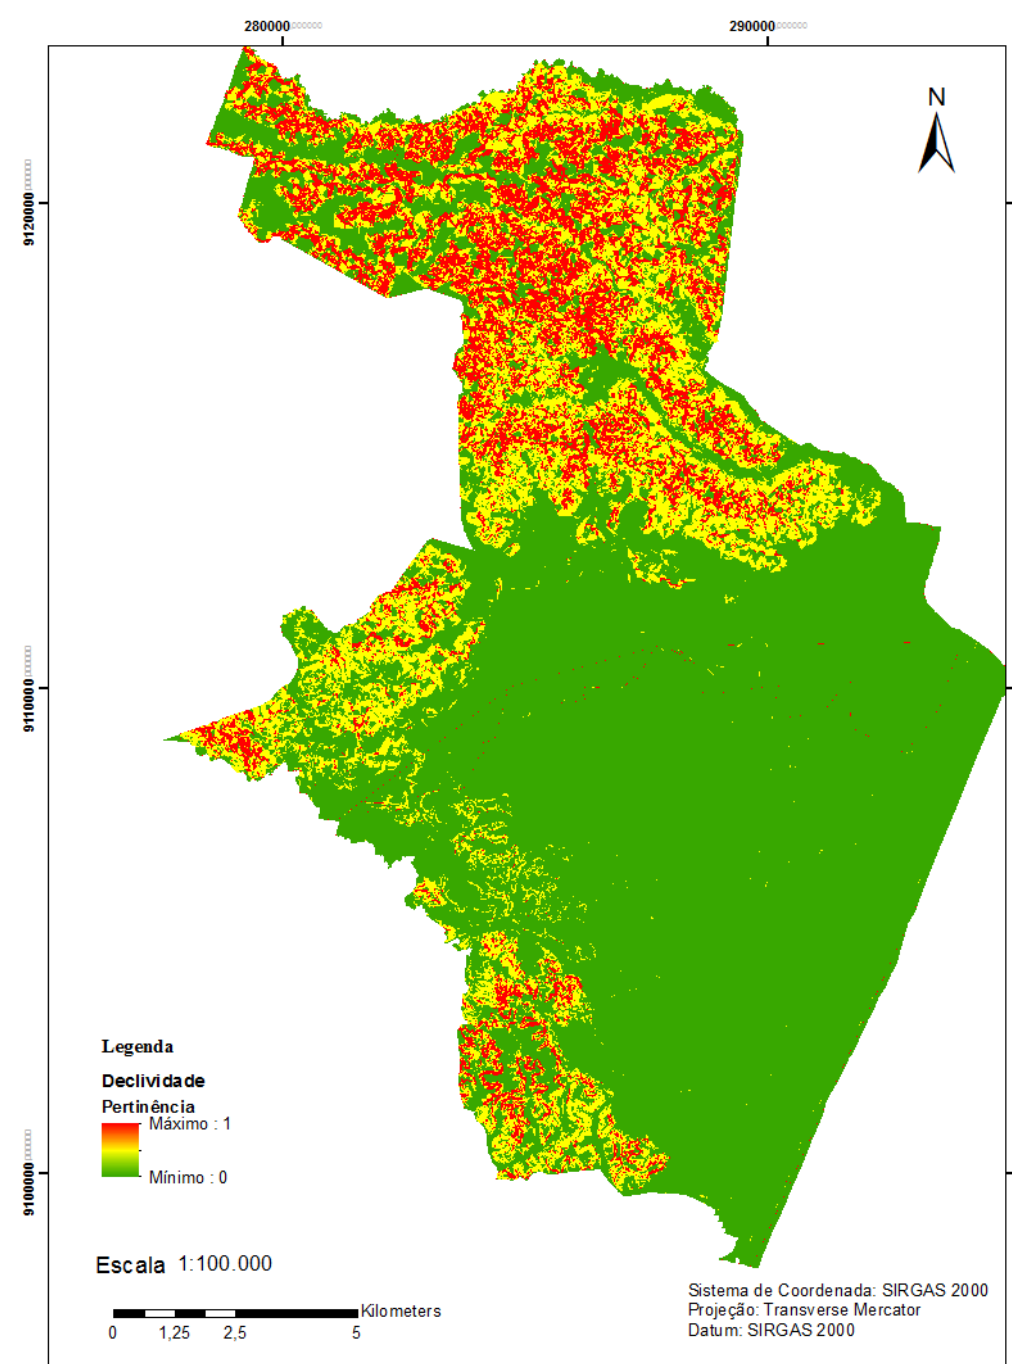 280000
290000
N
9120000
9110000
9100000
Legenda
Declividade
Pertinência
Máximo : 1
Mínimo : 0
Escala 1:100.000
Kilometers
0 1,25 2,5 5
Sistema de Coordenada: SIRGAS 2000
Projeção: Transverse Mercator
Datum: SIRGAS 2000